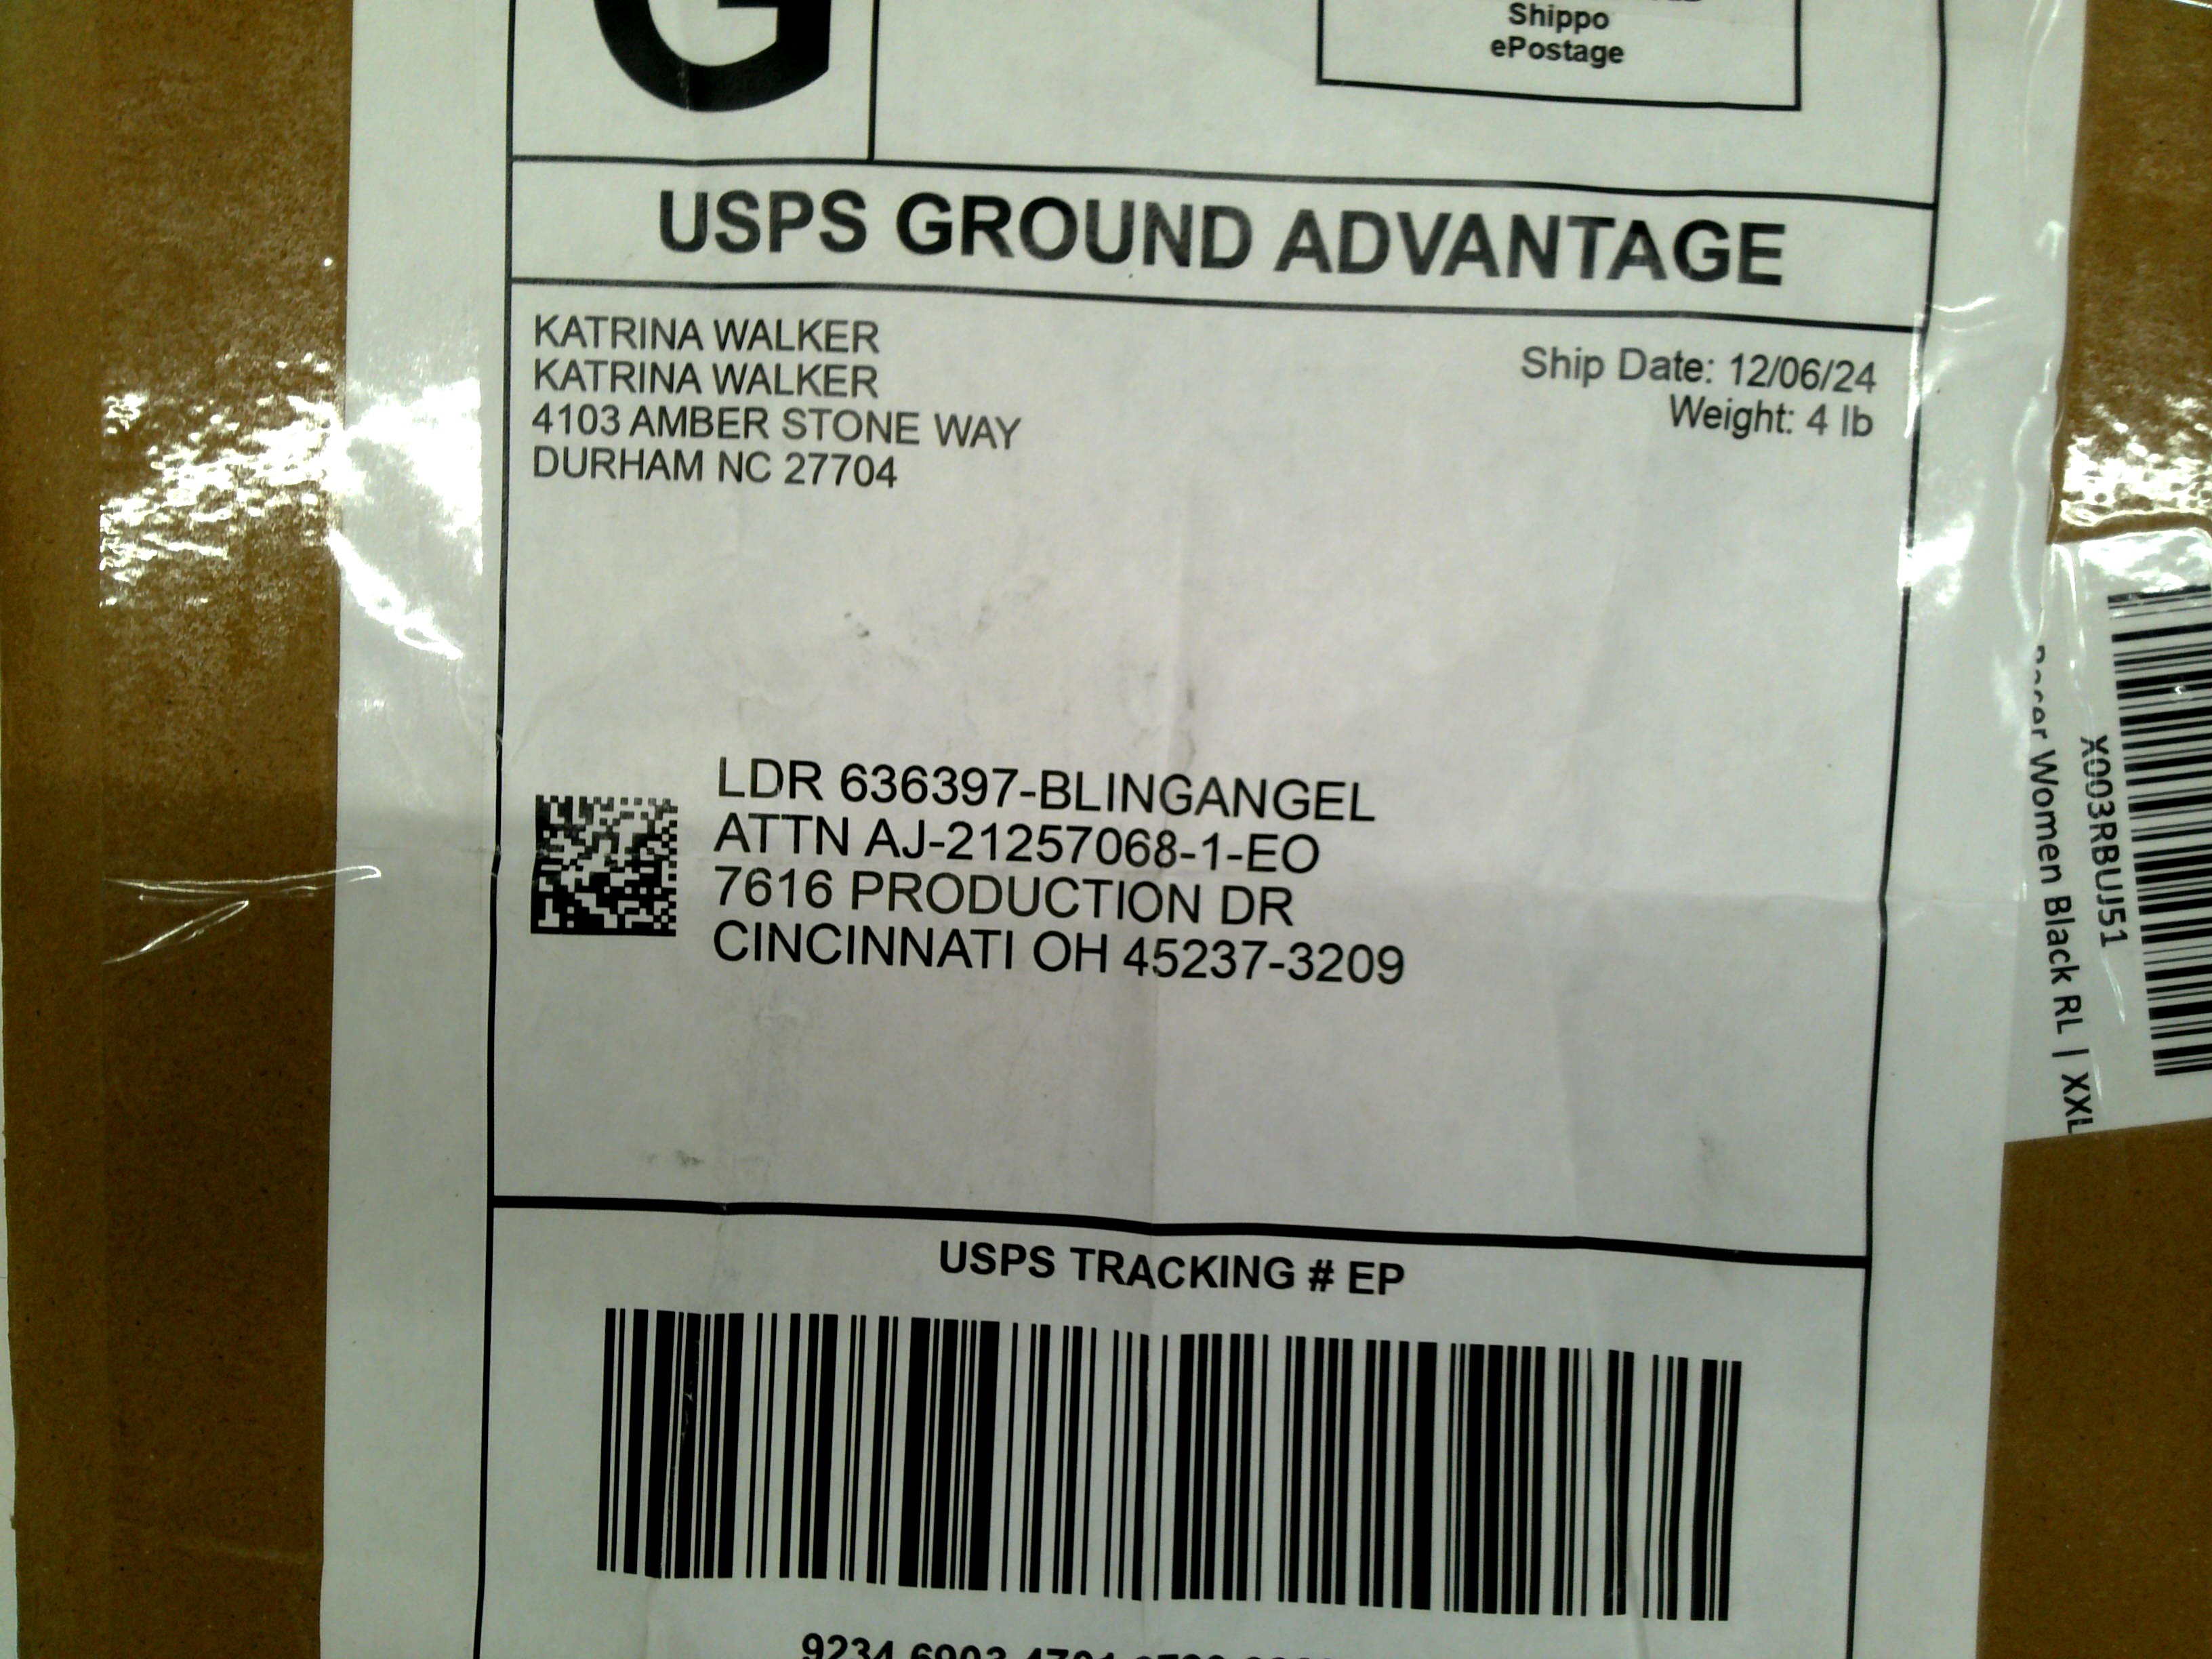 G
Shippo
ePostage
USPS GROUND ADVANTAGE
KATRINA WALKER
KATRINA WALKER
4103 AMBER STONE WAY
DURHAM NC 27704
Ship Date: 12/06/24
Weight: 4 lb
LDR 636397-BLINGANGEL
ATTN AJ-21257068-1-EO
7616 PRODUCTION DR
CINCINNATI OH 45237-3209
X003RBUJ51
Women Black RL | XXL
USPS TRACKING # EP
9234